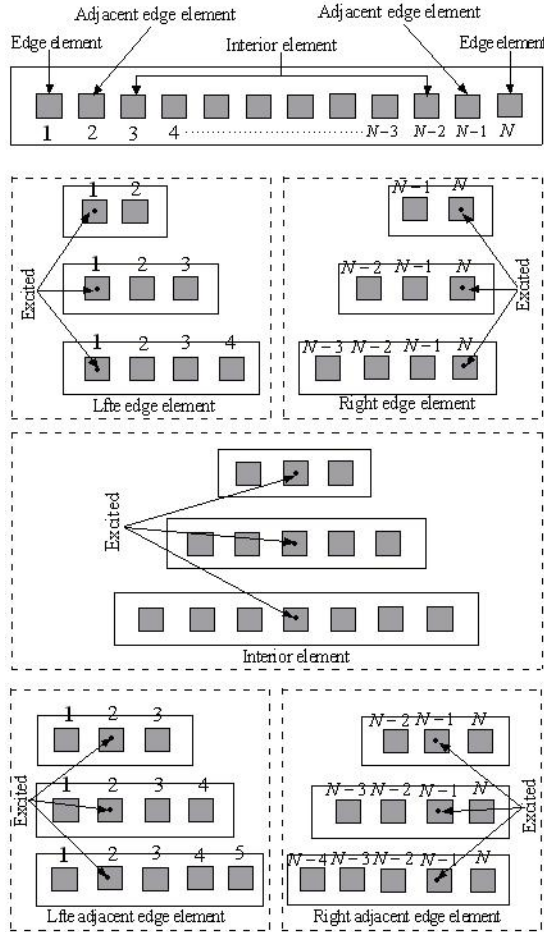 Adjacent edge element
Adjacent edge element
Edge element
Interior element
Edge element
1 2 3 4 N−3 N−2 N−1 N
1 2
N−1 N
1 2 3
N−2 N−1 N
Excited
Excited
1 2 3 4
N−3 N−2 N−1 N
Lfte edge element
Right edge element
Excited
Interior element
1 2 3
N−2 N−1 N
1 2 3 4
N−3 N−2 N−1 N
Excited
Excited
1 2 3 4 5
N−4 N−3 N−2 N−1 N
Lfte adjacent edge element
Right adjacent edge element